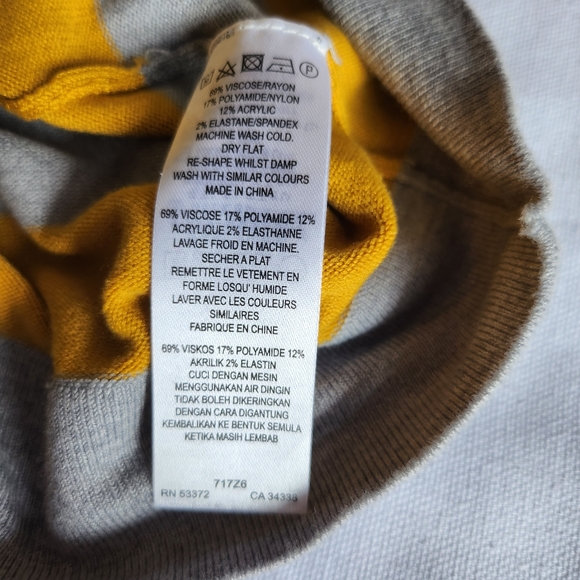 69% VISCOSE/RAYON
17% POLYAMIDE/NYLON
12% ACRYLIC
2% ELASTANE/SPANDEX
MACHINE WASH COLD.
DRY FLAT
RE-SHAPE WHILST DAMP
WASH WITH SIMILAR COLOURS
MADE IN CHINA
69% VISCOSE 17% POLYAMIDE 12%
ACRYLIQUE 2% ELASTHANNE
LAVAGE FROID EN MACHINE.
SECHER A PLAT
REMETTRE LE VETEMENT EN
FORME LOSQU' HUMIDE
LAVER AVEC LES COULEURS
SIMILAIRES
FABRIQUE EN CHINE
69% VISKOS 17% POLYAMIDE 12%
AKRILIK 2% ELASTIN
CUCI DENGAN MESIN
MENGGUNAKAN AIR DINGIN
TIDAK BOLEH DIKERINGKAN
DENGAN CARA DIGANTUNG
KEMBALIKAN KE BENTUK SEMULA
KETIKA MASIH LEMBAB
717Z6
RN 53372 CA 34338